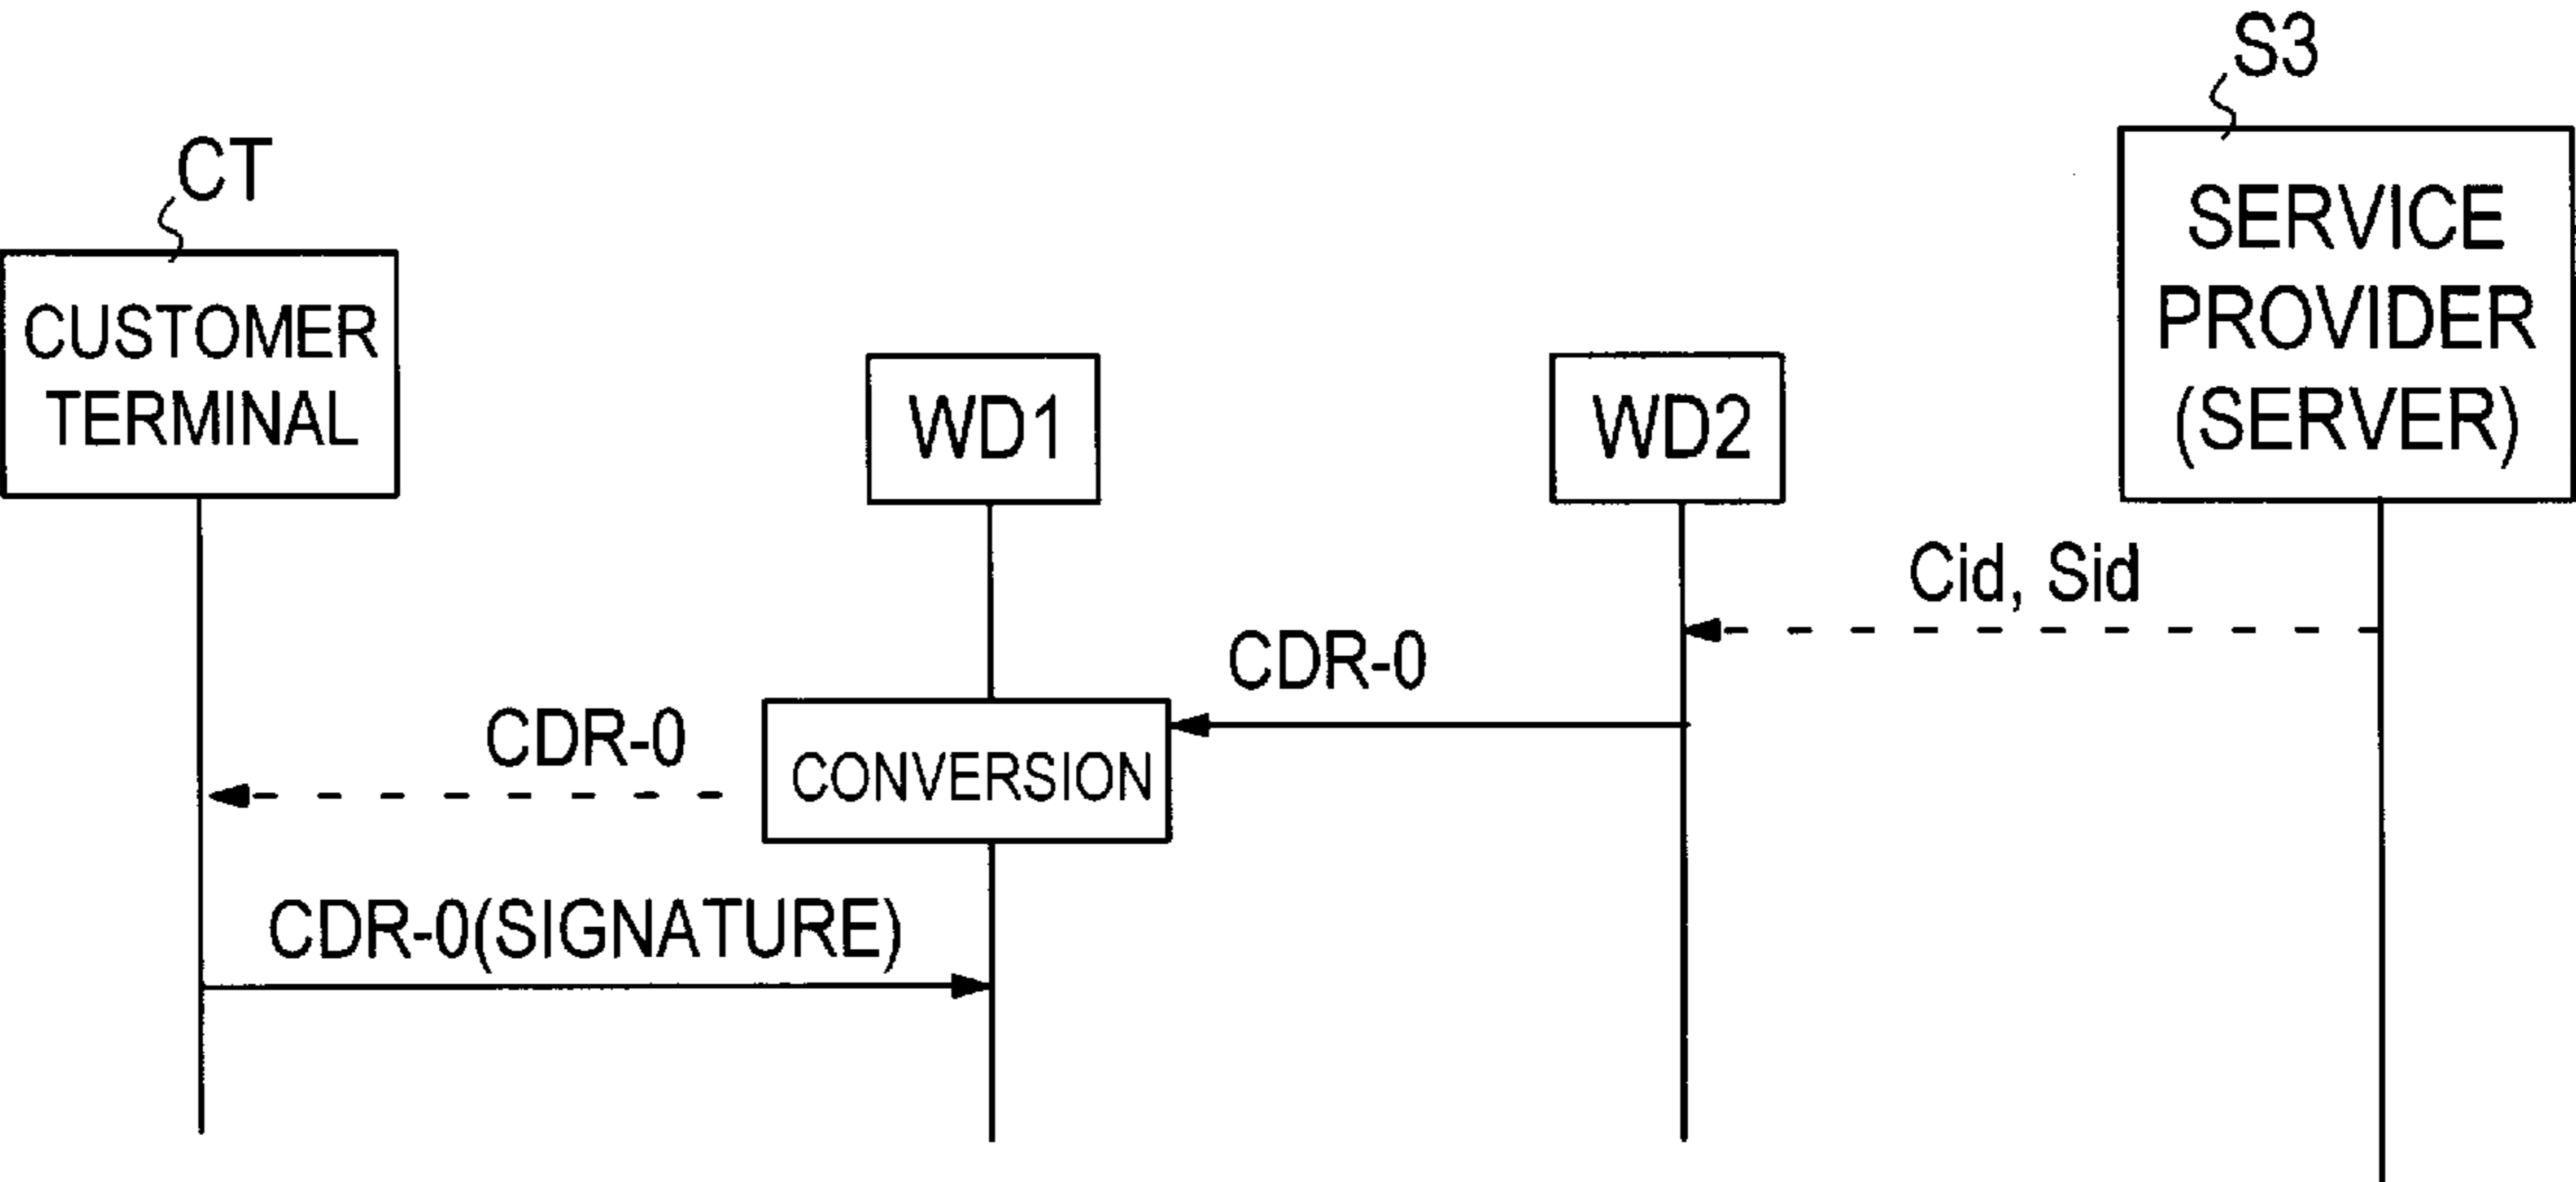 S3
CT
SERVICE
PROVIDER
(SERVER)
CUSTOMER
TERMINAL
WD1
WD2
Cid, Sid
CDR-0
CDR-0
CONVERSION
CDR-0(SIGNATURE)